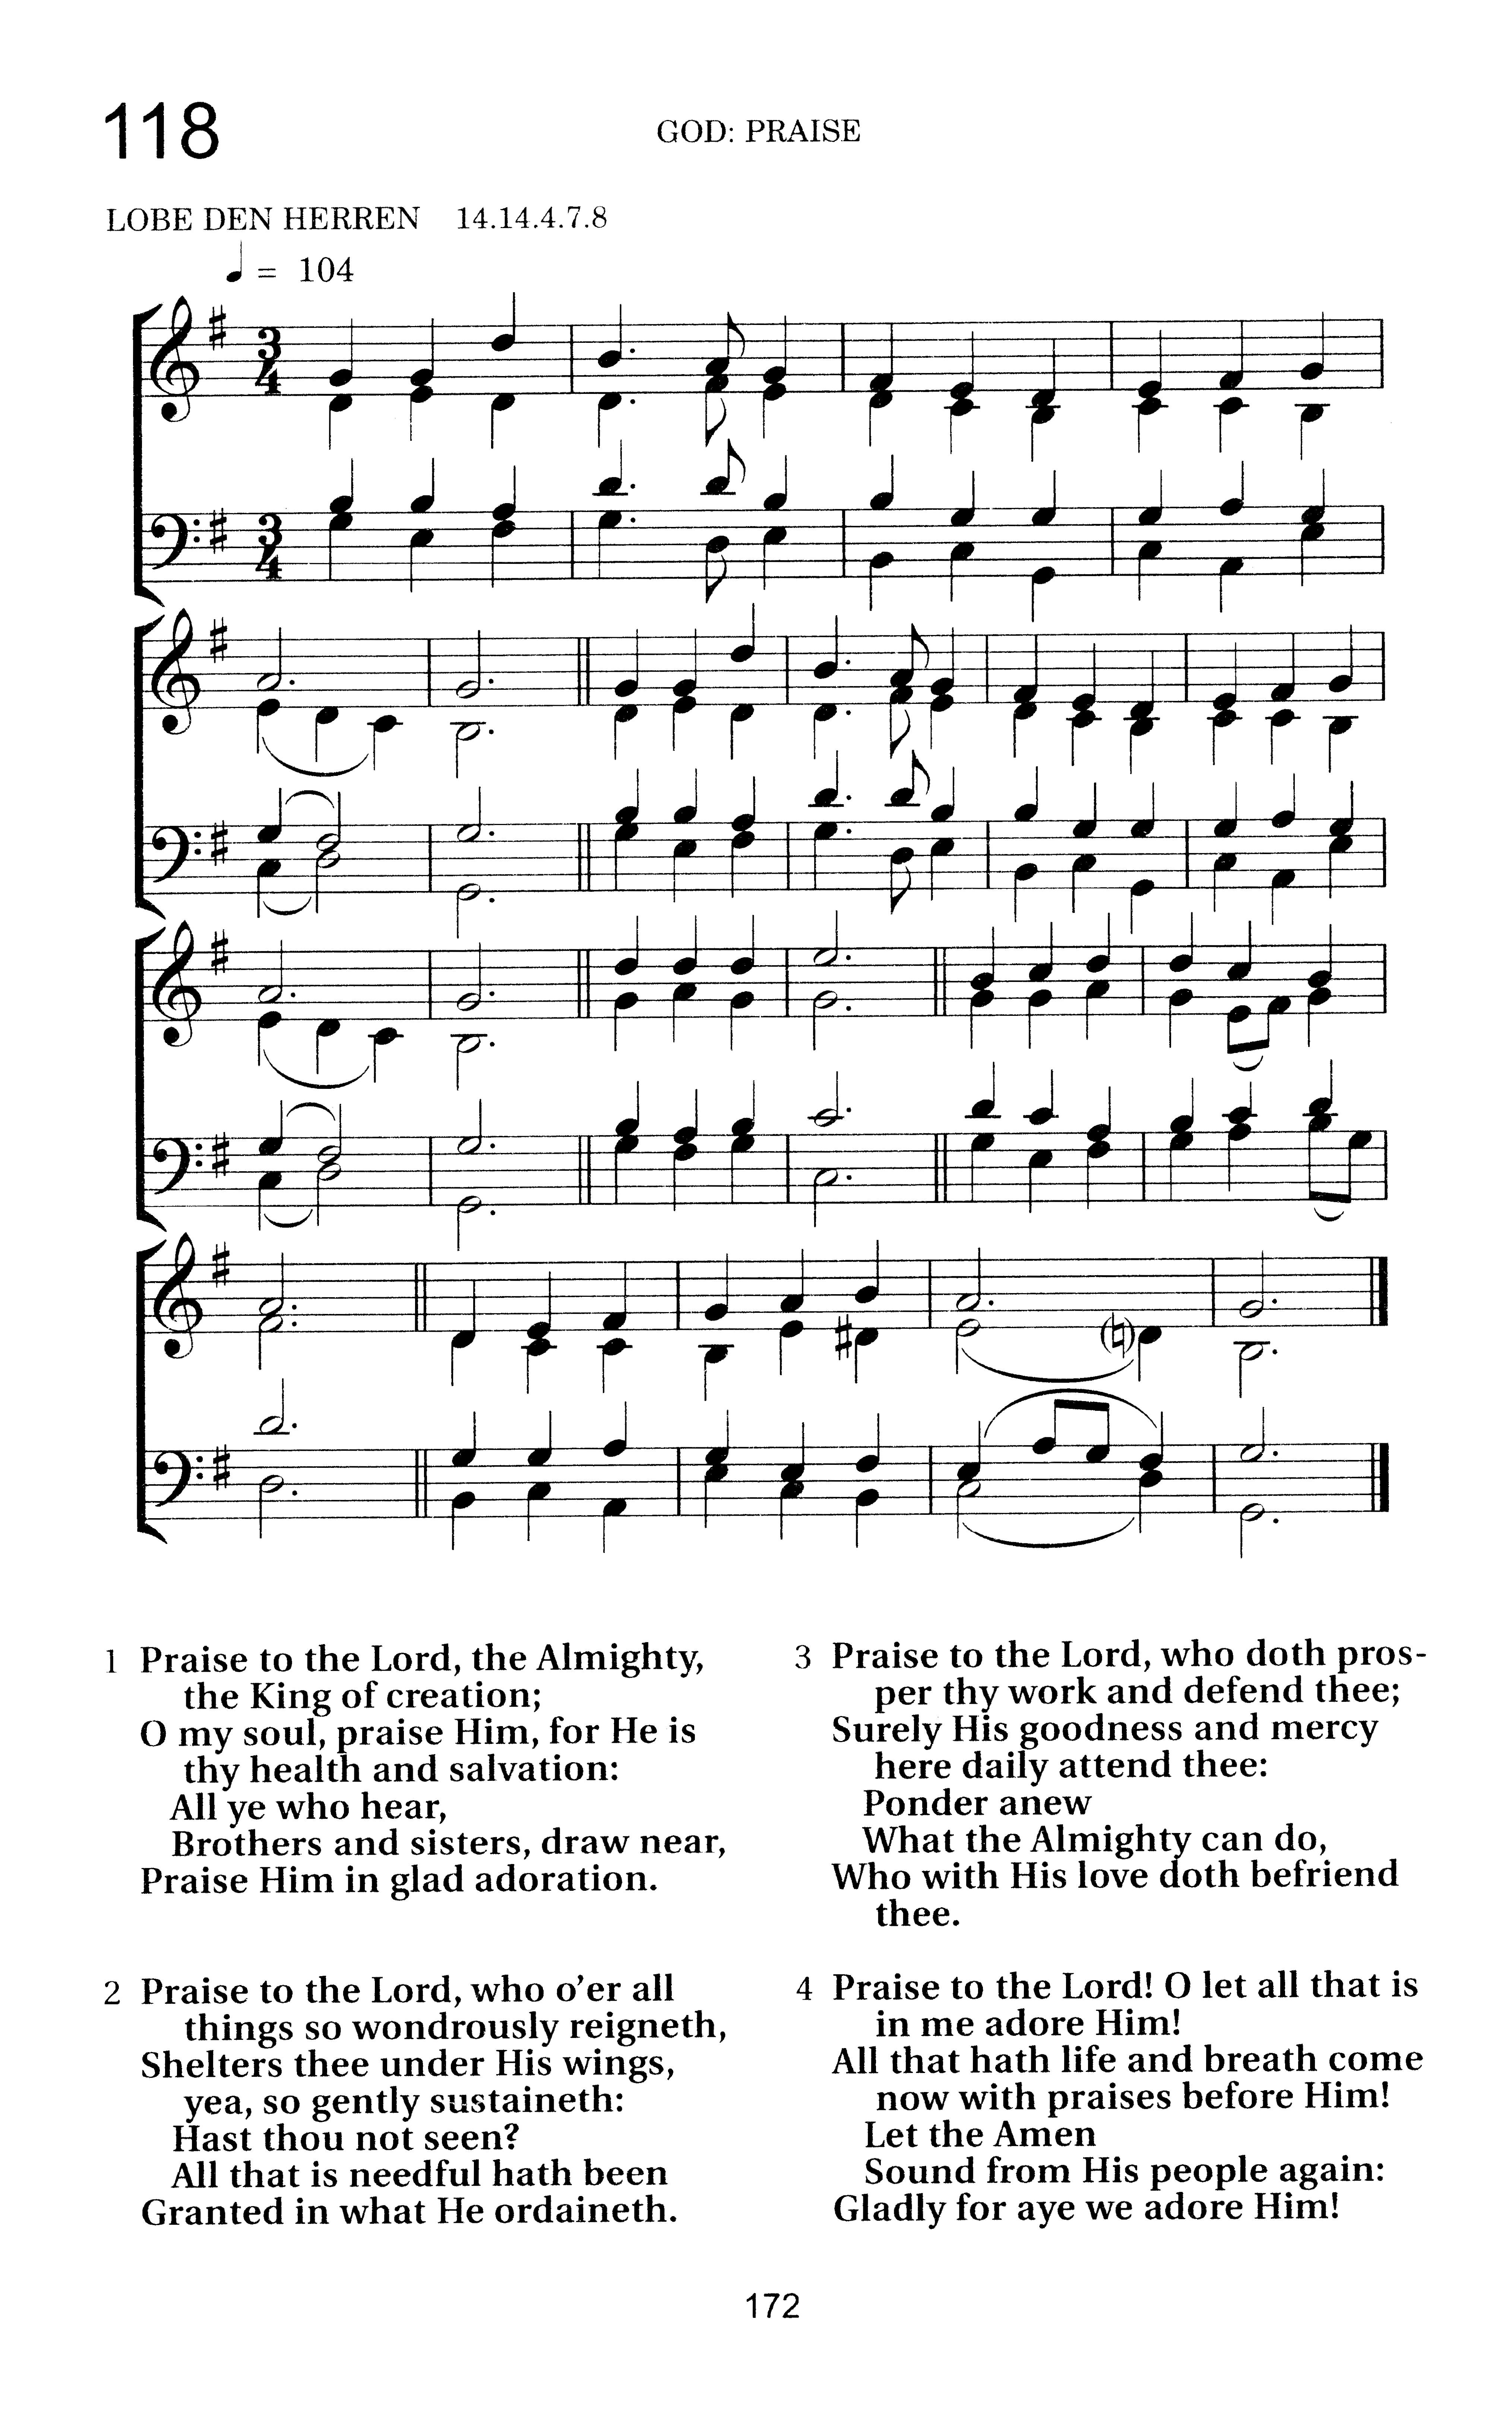 118
GOD: PRAISE
LOBE DEN HERREN 14.14.4.7.8
♩ = 104
1 Praise to the Lord, the Almighty,
the King of creation;
O my soul, praise Him, for He is
thy health and salvation:
All ye who hear,
Brothers and sisters, draw near,
Praise Him in glad adoration.
2 Praise to the Lord, who o’er all
things so wondrously reigneth,
Shelters thee under His wings,
yea, so gently sustaineth:
Hast thou not seen?
All that is needful hath been
Granted in what He ordaineth.
3 Praise to the Lord, who doth pros-
per thy work and defend thee;
Surely His goodness and mercy
here daily attend thee:
Ponder anew
What the Almighty can do,
Who with His love doth befriend
thee.
4 Praise to the Lord! O let all that is
in me adore Him!
All that hath life and breath come
now with praises before Him!
Let the Amen
Sound from His people again:
Gladly for aye we adore Him!
172